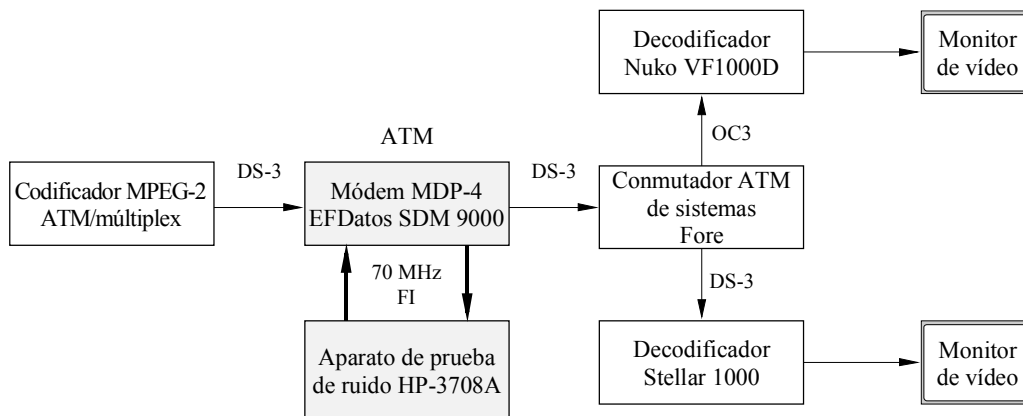 Decodificador
Nuko VF1000D
Monitor
de vídeo
OC3
ATM
Codificador MPEG-2
ATM/múltiplex
DS-3
Módem MDP-4
EFDatos SDM 9000
DS-3
Conmutador ATM
de sistemas
Fore
70 MHz
FI
DS-3
Aparato de prueba
de ruido HP-3708A
Decodificador
Stellar 1000
Monitor
de vídeo